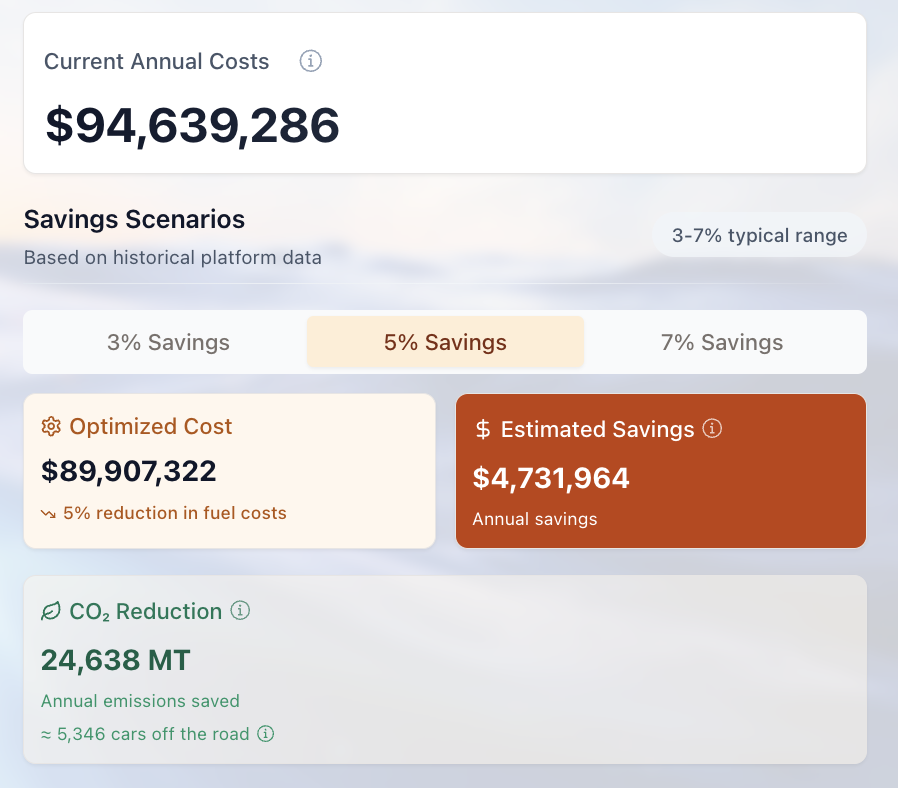 Current Annual Costs
$94,639,286
Savings Scenarios
Based on historical platform data
3-7% typical range
3% Savings
5% Savings
7% Savings
Optimized Cost
$89,907,322
5% reduction in fuel costs
Estimated Savings
$4,731,964
Annual savings
CO₂ Reduction
24,638 MT
Annual emissions saved
≈ 5,346 cars off the road